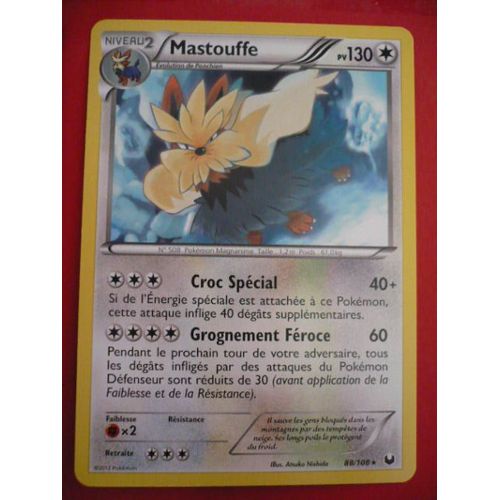 NIVEAU2
Mastouffe
PV130
Évolution de Ponchien
N° 508 Pokémon Magnanime Taille : 1,2 m Poids : 61,0 kg
Croc Spécial 40+
Si de l'Énergie spéciale est attachée à ce Pokémon,
cette attaque inflige 40 dégâts supplémentaires.
Grognement Féroce 60
Pendant le prochain tour de votre adversaire, tous
les dégâts infligés par des attaques du Pokémon
Défenseur sont réduits de 30 (avant application de la
Faiblesse et de la Résistance).
Faiblesse Résistance
×2
Retraite
Il sauve les gens bloqués dans les
montagnes par des tempêtes de
neige. Ses longs poils le protègent
du froid.
©2012 Pokémon
Illus. Atsuko Nishida
88/108